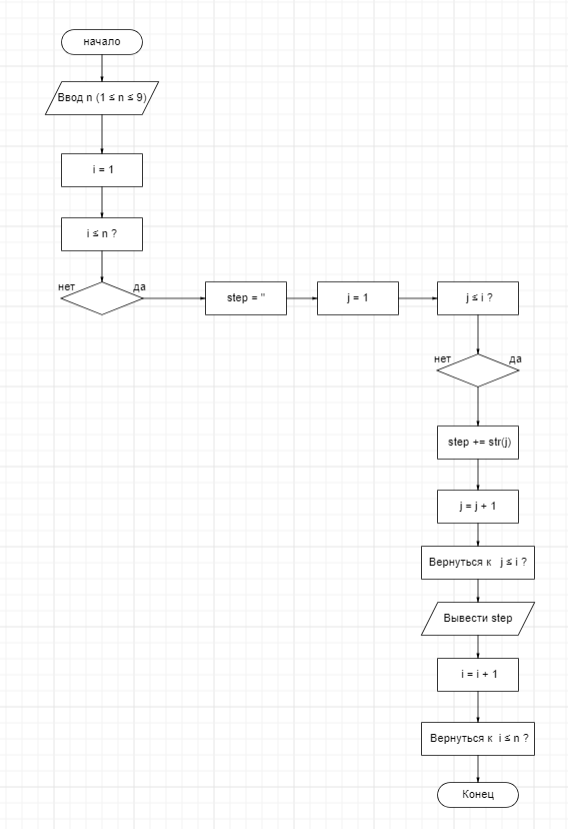 начало
Ввод n (1 ≤ n ≤ 9)
i = 1
i ≤ n ?
нет
да
step = ''
j = 1
j ≤ i ?
нет
да
step += str(j)
j = j + 1
Вернуться к j ≤ i ?
Вывести step
i = i + 1
Вернуться к i ≤ n ?
Конец